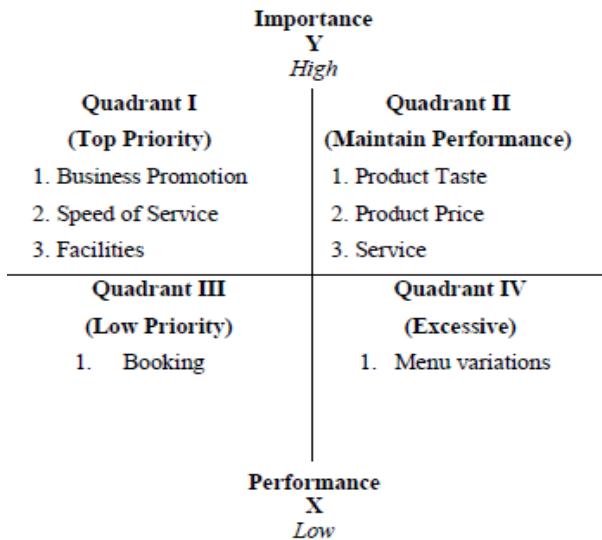 Importance
Y
High
Quadrant I
(Top Priority)
1. Business Promotion
2. Speed of Service
3. Facilities
Quadrant II
(Maintain Performance)
1. Product Taste
2. Product Price
3. Service
Quadrant III
(Low Priority)
1. Booking
Quadrant IV
(Excessive)
1. Menu variations
Performance
X
Low